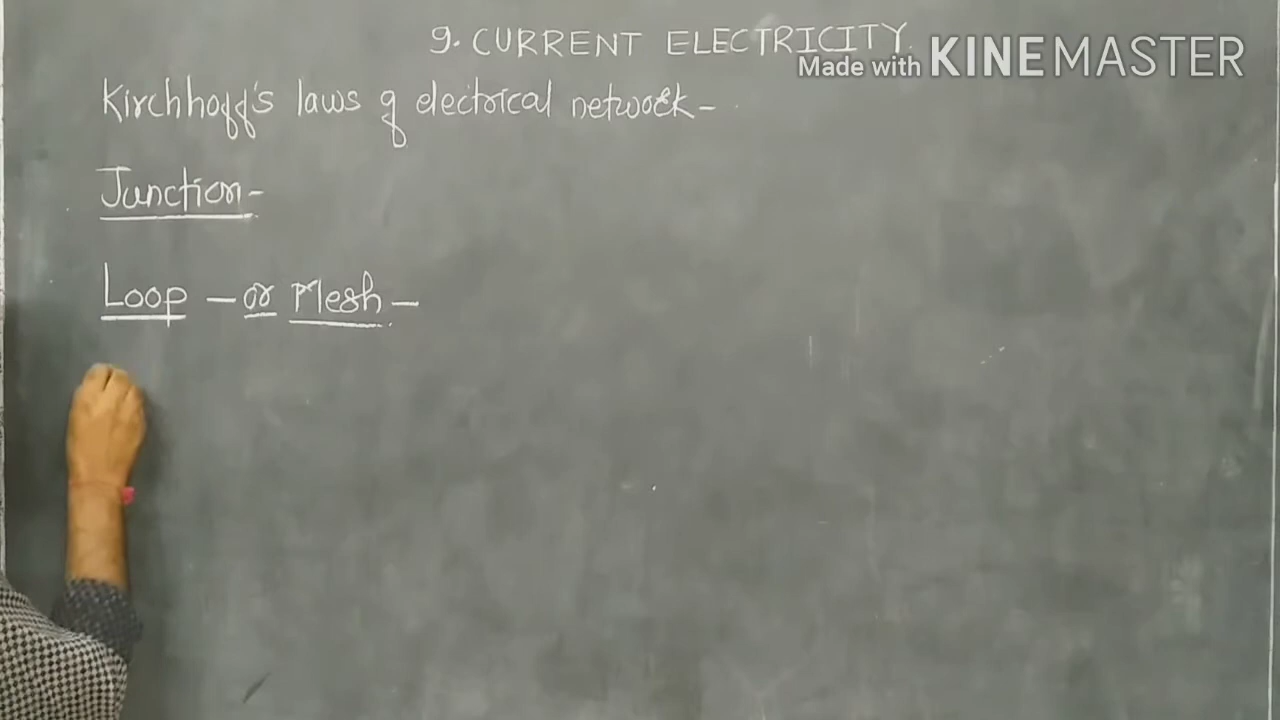 9. CURRENT ELECTRICITY
Made with KINEMASTER
Kirchhoff's laws of electrical network -
Junction -
Loop - or Mesh -